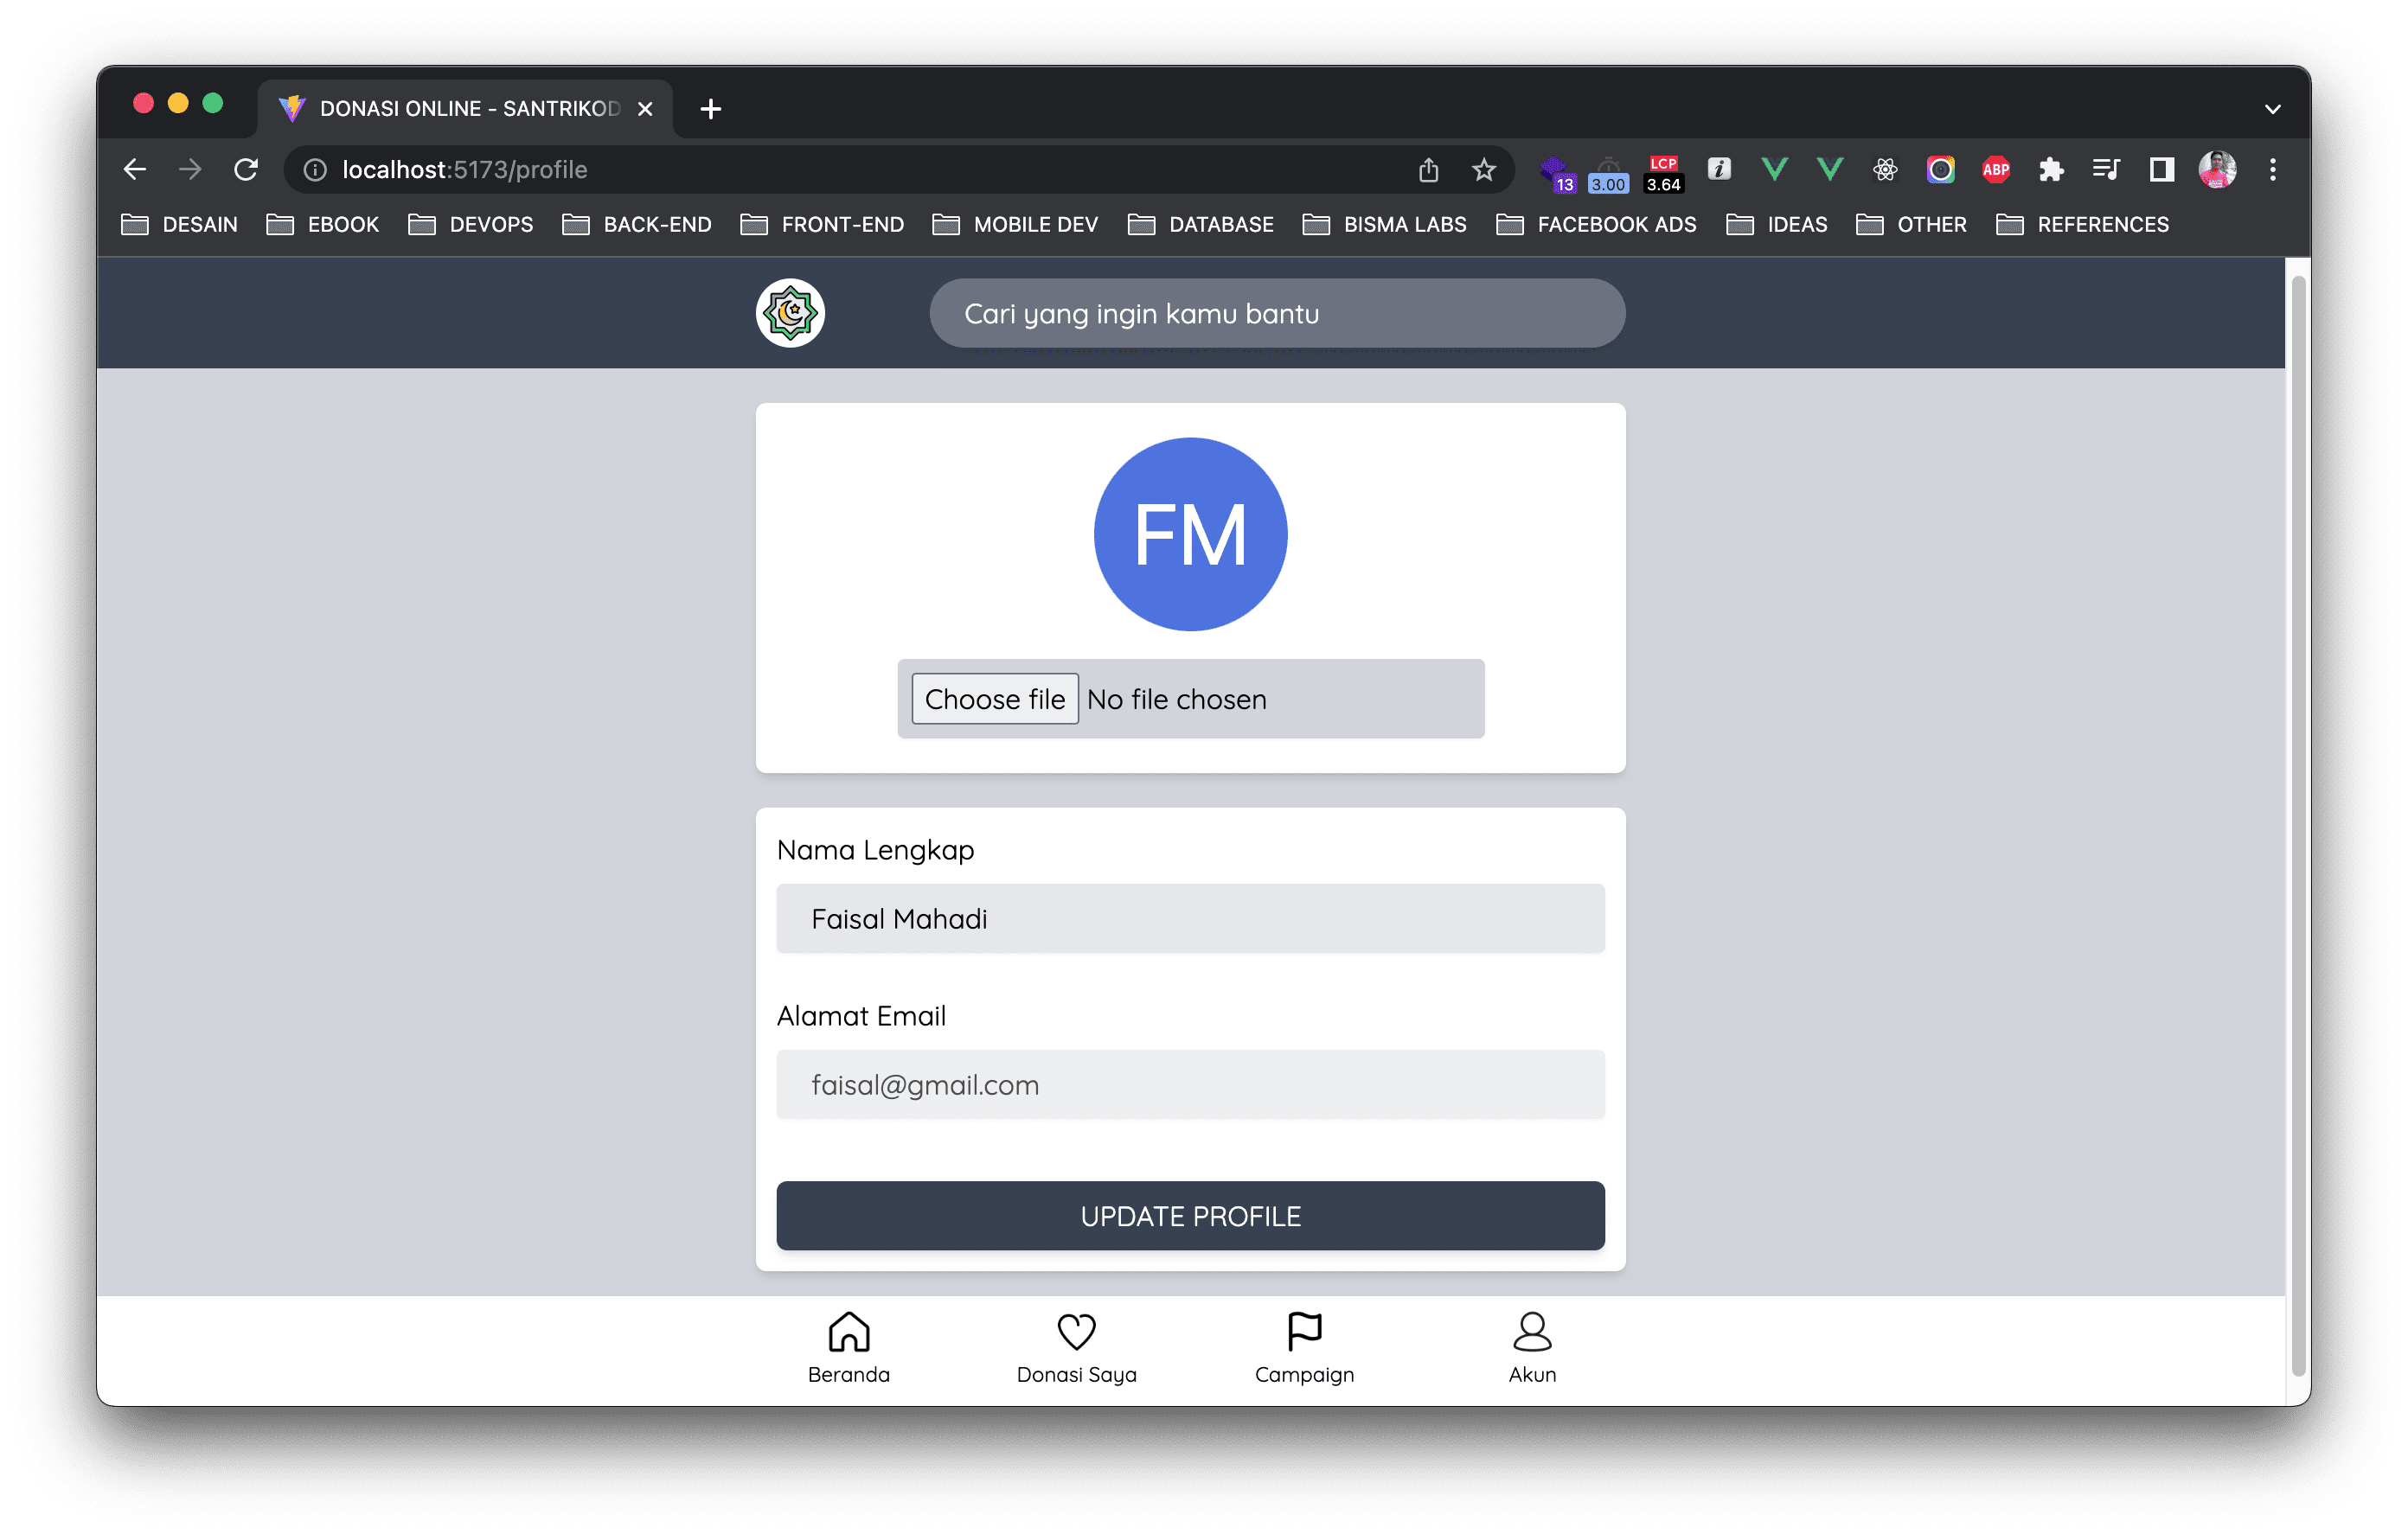 DONASI ONLINE - SANTRIKOD
localhost:5173/profile
13 3.00 LCP 3.64 i ABP
DESAIN EBOOK DEVOPS BACK-END FRONT-END MOBILE DEV DATABASE BISMA LABS FACEBOOK ADS IDEAS OTHER REFERENCES
Cari yang ingin kamu bantu
FM
Choose file No file chosen
Nama Lengkap
Faisal Mahadi
Alamat Email
faisal@gmail.com
UPDATE PROFILE
Beranda Donasi Saya Campaign Akun